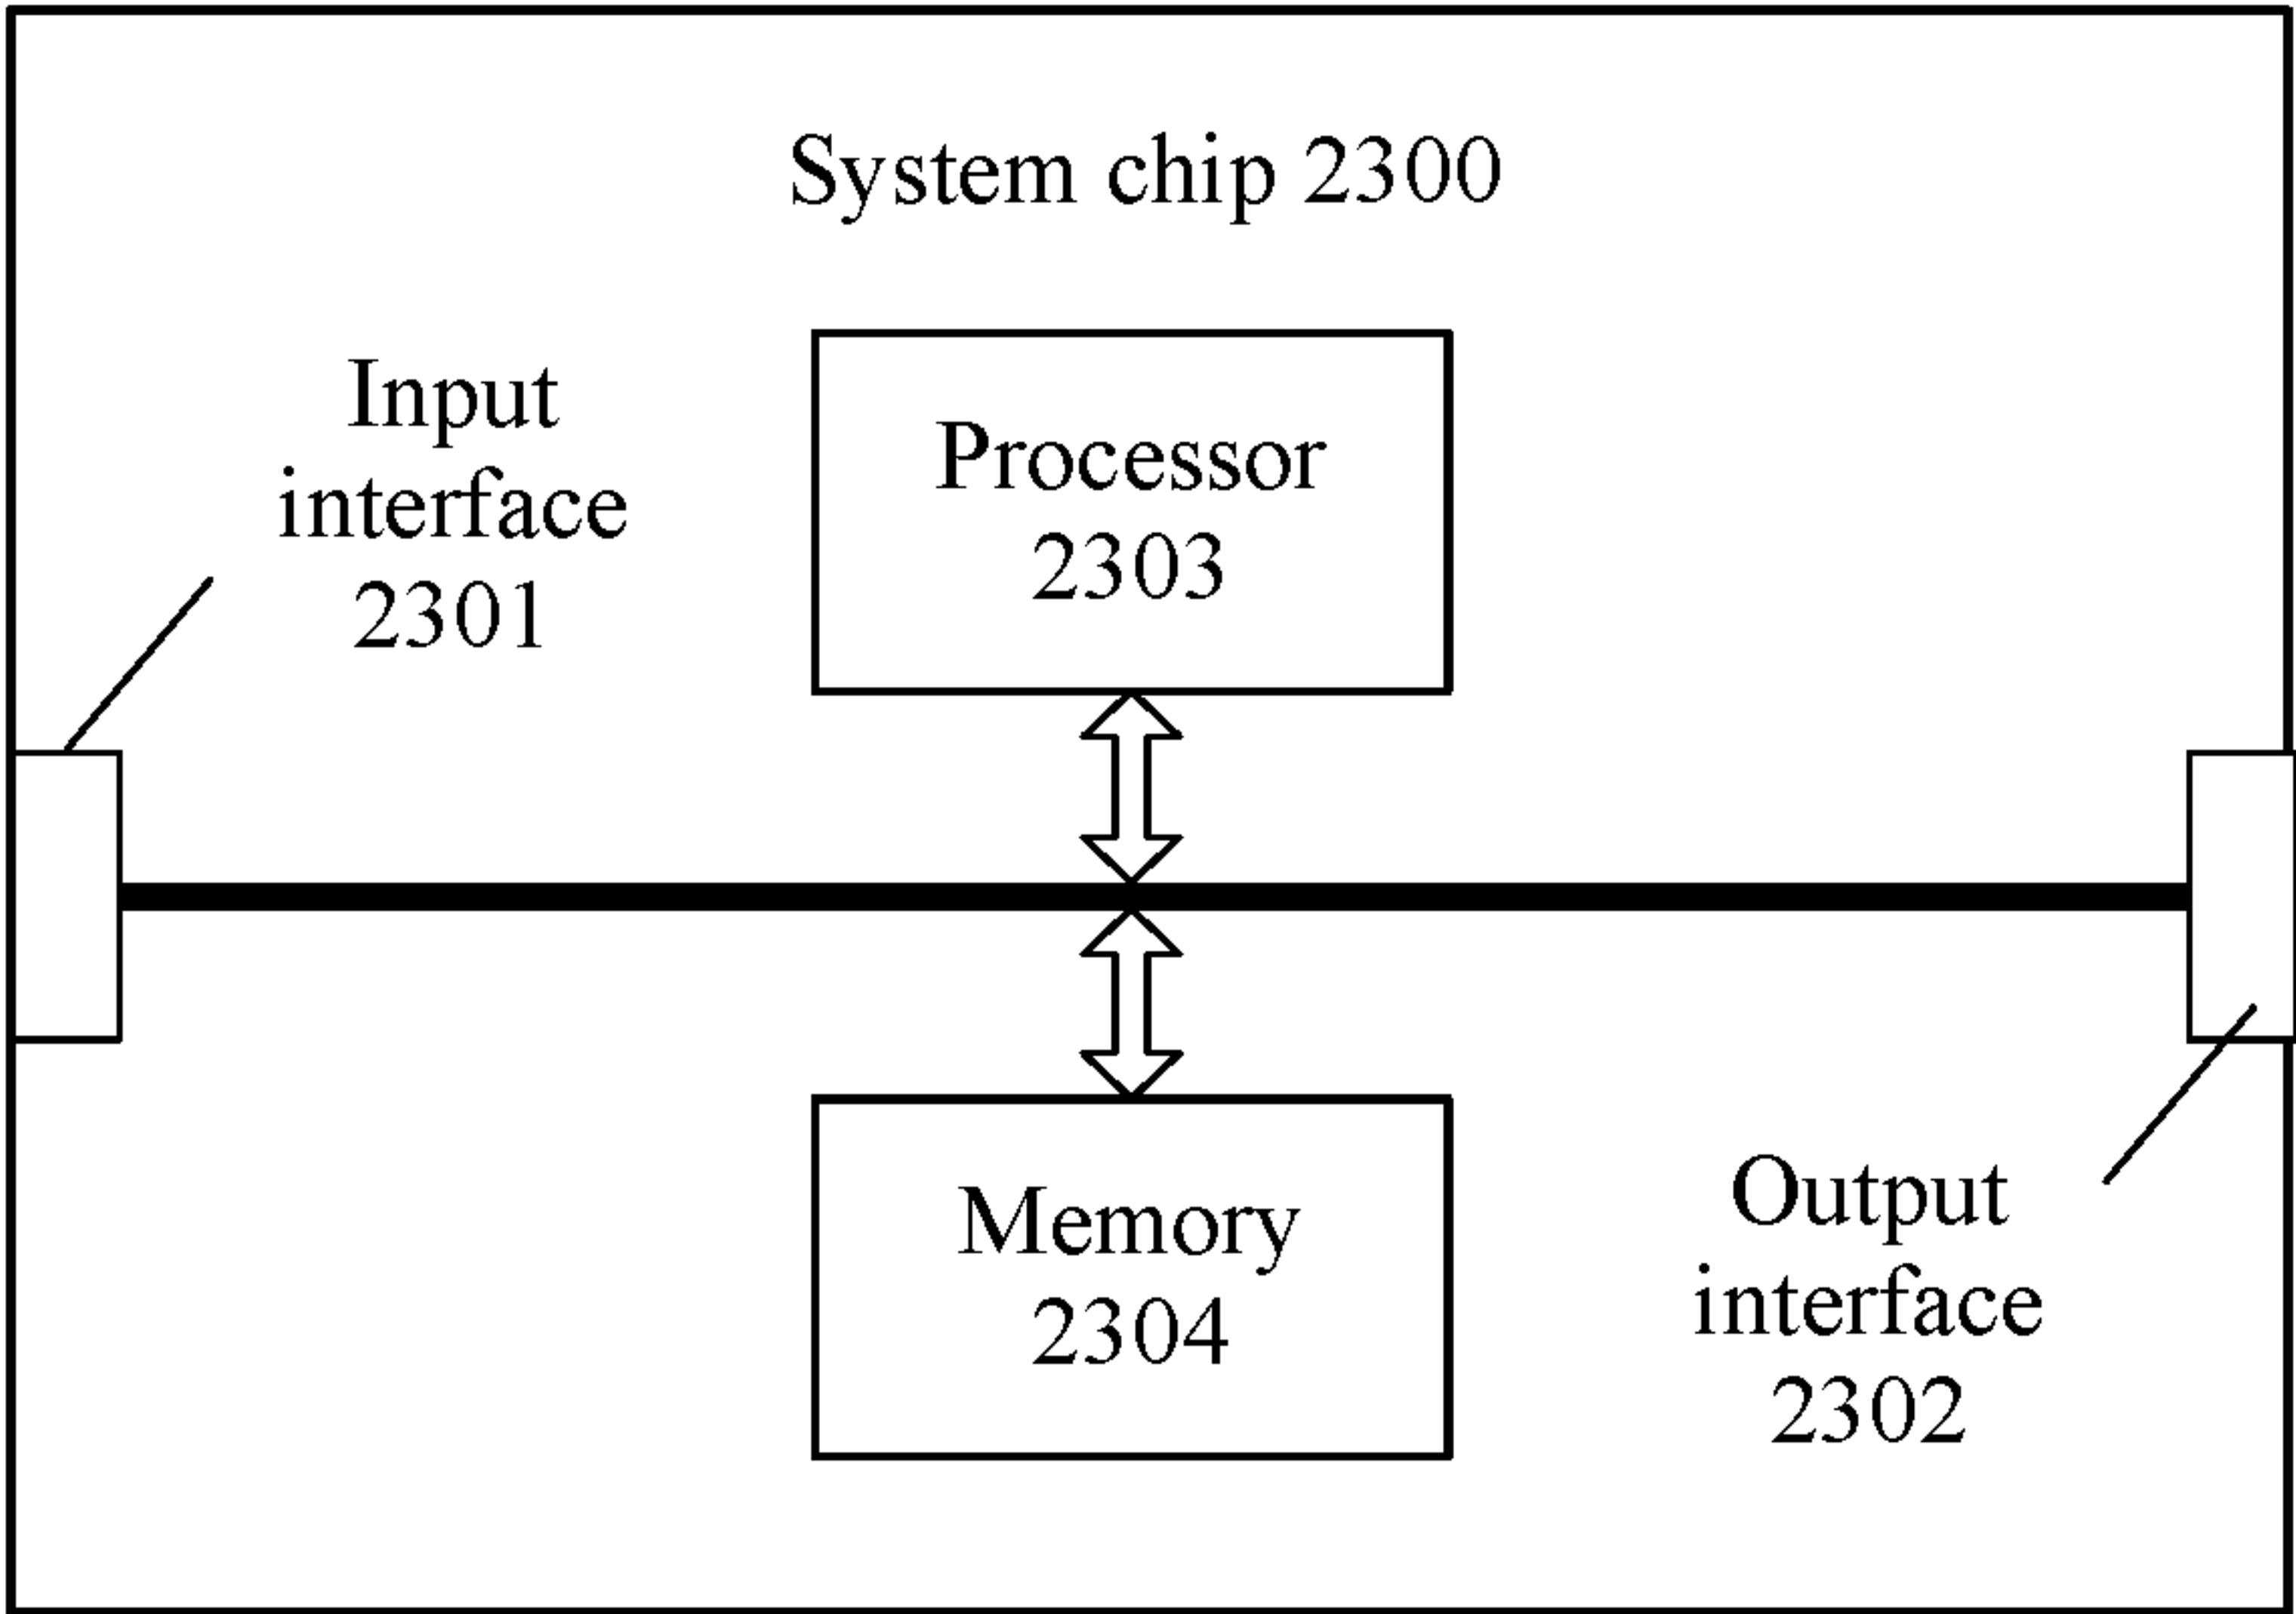 System chip 2300
Input
interface
2301
Processor
2303
Memory
2304
Output
interface
2302